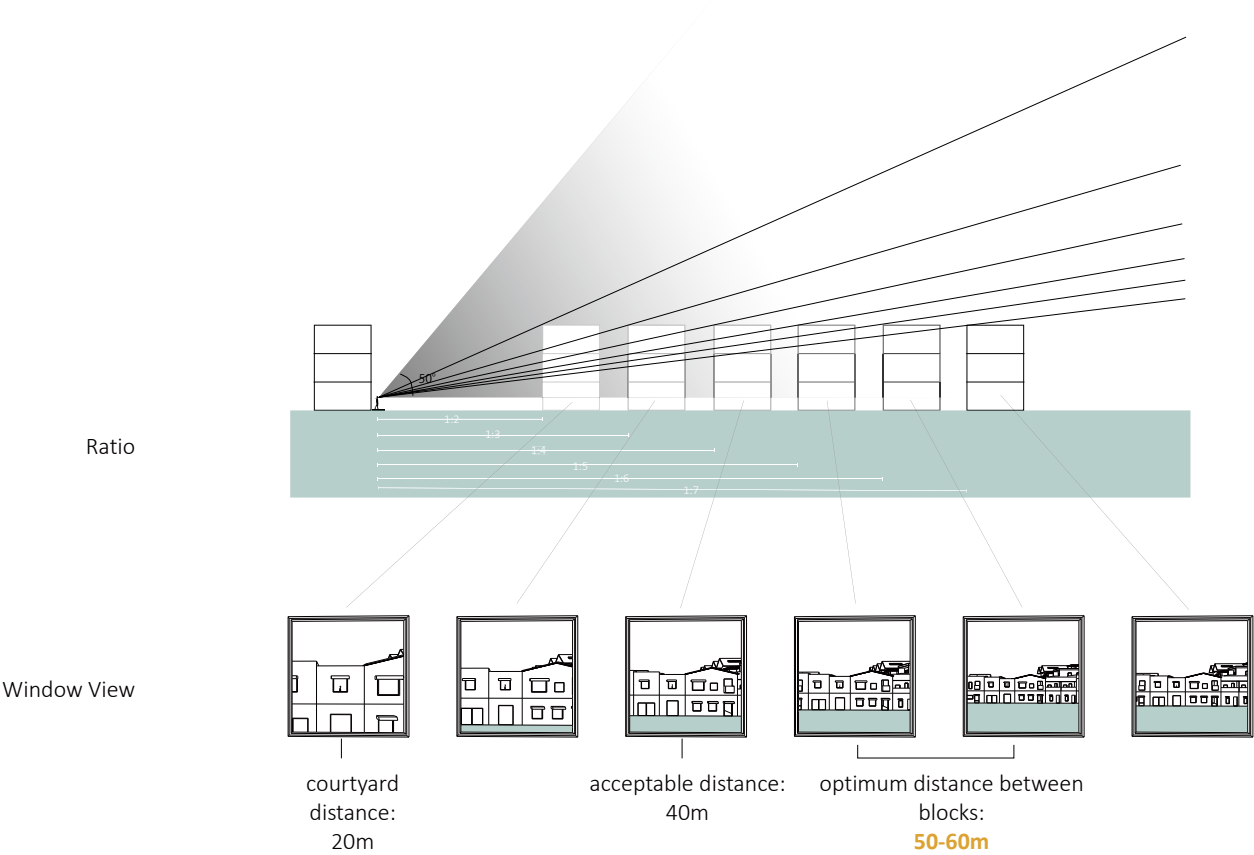 50°
Ratio
1:2
1:3
1:4
1:5
1:6
1:7
Window View
courtyard
distance:
20m
acceptable distance:
40m
optimum distance between
blocks:
50-60m